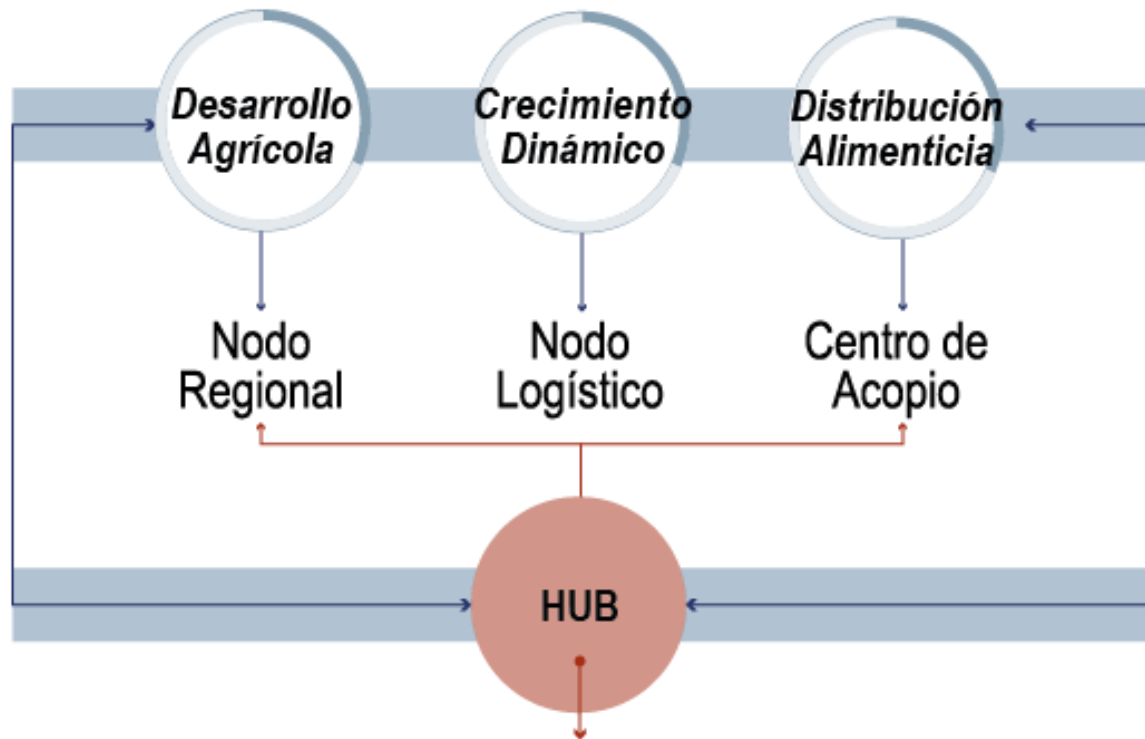 Desarrollo
Agrícola
Crecimiento
Dinámico
Distribución
Alimenticia
Nodo
Regional
Nodo
Logístico
Centro de
Acopio
HUB